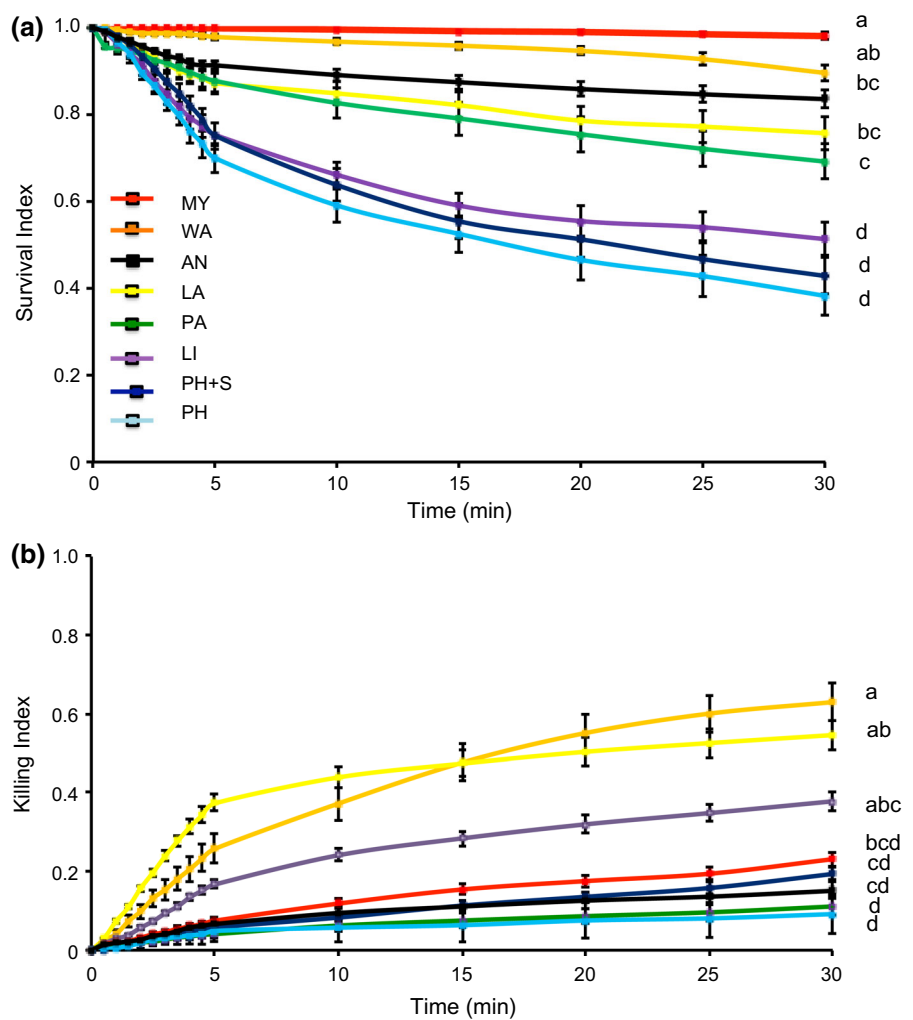 (a)
1.0
0.8
0.6
0.4
0.2
0
Survival Index
MY
WA
AN
LA
PA
LI
PH+S
PH
a
ab
bc
bc
c
d
d
d
0 5 10 15 20 25 30
Time (min)
(b)
1.0
0.8
0.6
0.4
0.2
0
Killing Index
a
ab
abc
bcd
cd
cd
d
d
0 5 10 15 20 25 30
Time (min)